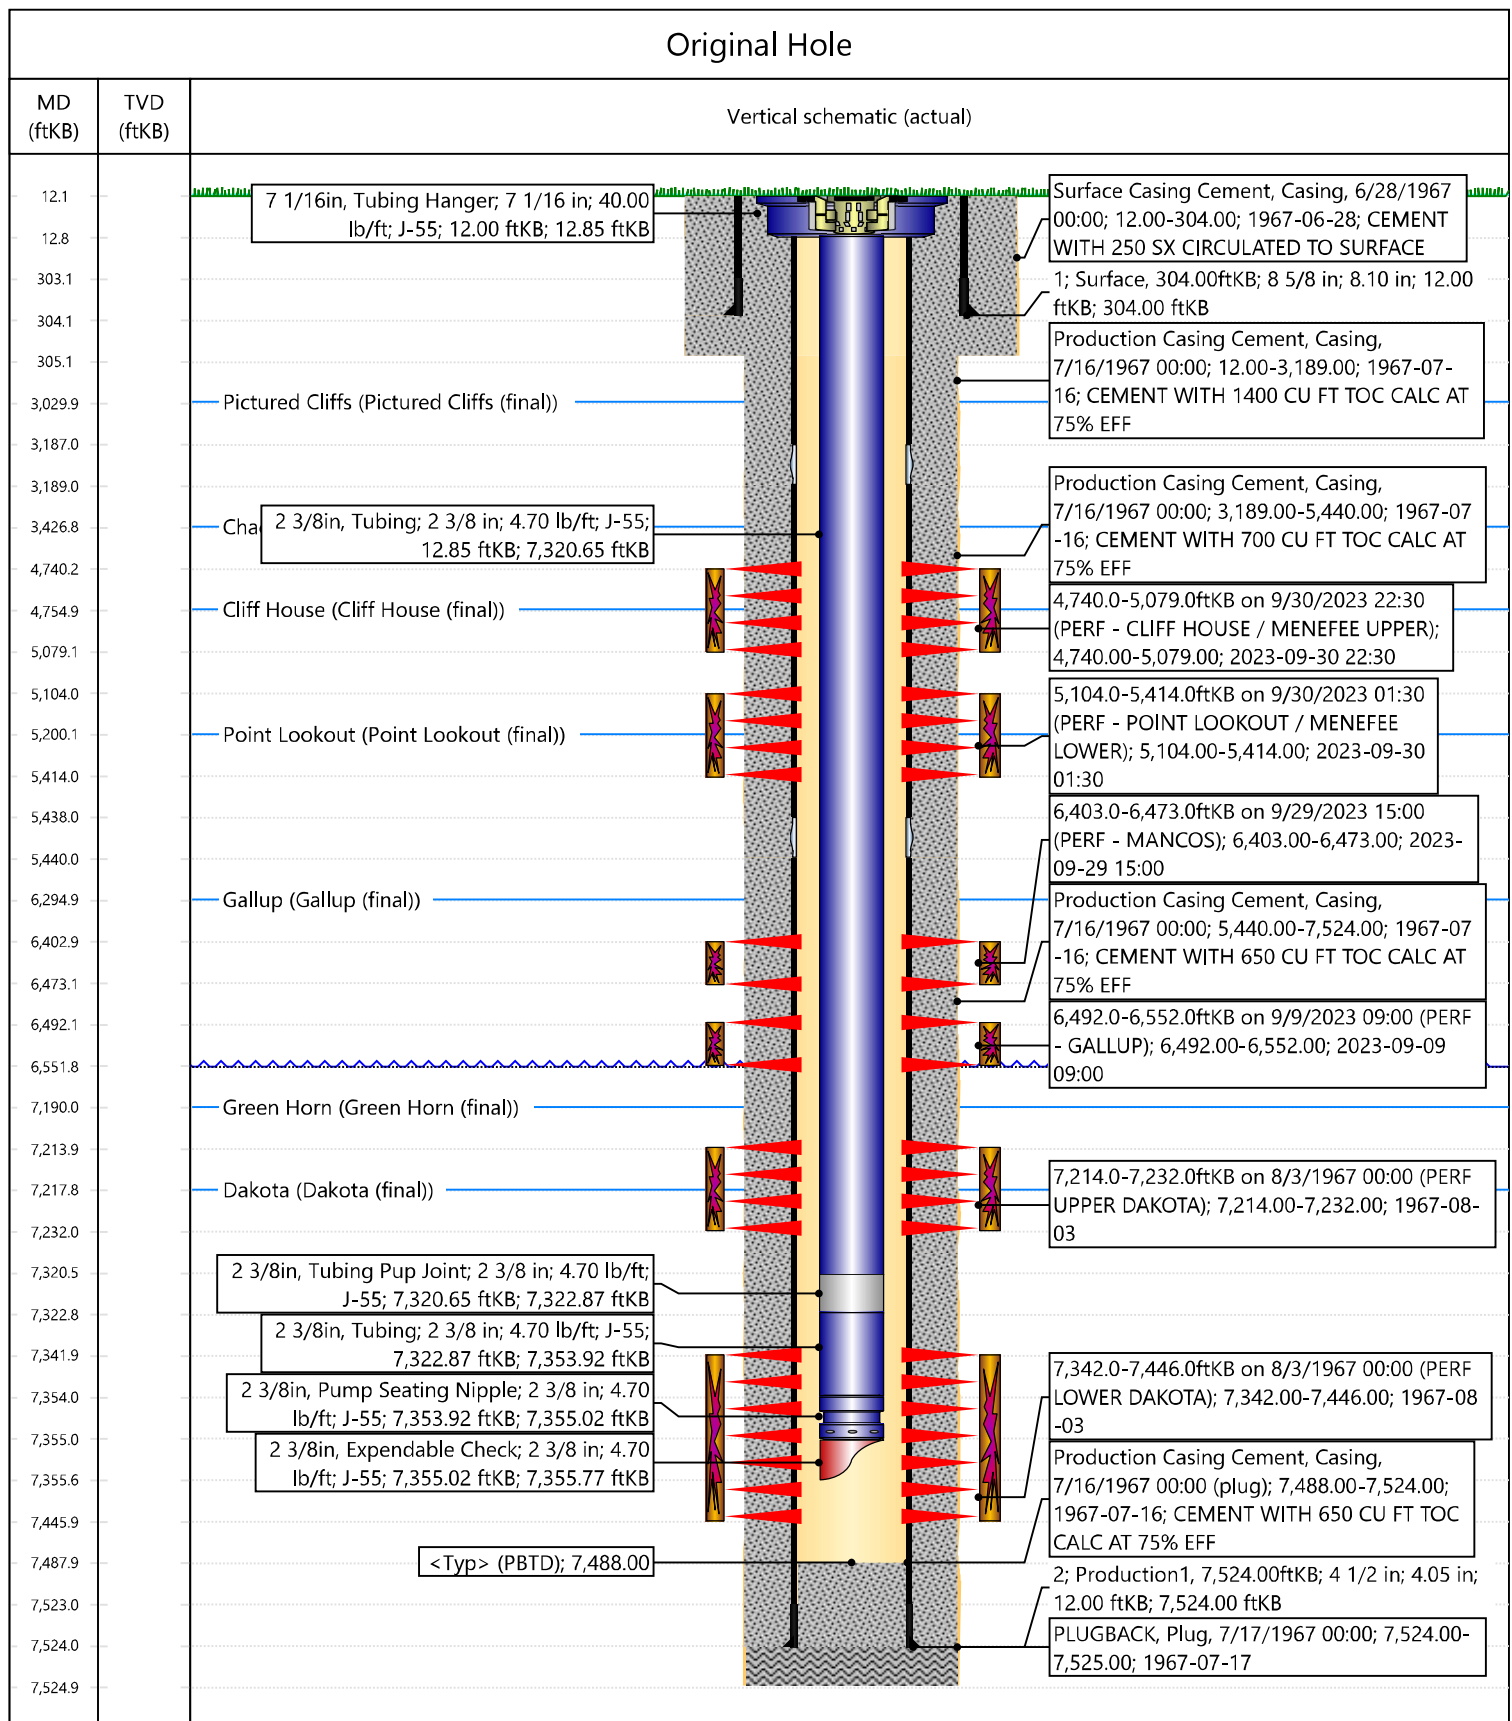 Original Hole
MD
(ftKB)
TVD
(ftKB)
Vertical schematic (actual)
12.1
12.8
303.1
304.1
305.1
3,029.9
3,187.0
3,189.0
3,426.8
4,740.2
4,754.9
5,079.1
5,104.0
5,200.1
5,414.0
5,438.0
5,440.0
6,294.9
6,402.9
6,473.1
6,492.1
6,551.8
7,190.0
7,213.9
7,217.8
7,232.0
7,320.5
7,322.8
7,341.9
7,354.0
7,355.0
7,355.6
7,445.9
7,487.9
7,523.0
7,524.0
7,524.9
7 1/16in, Tubing Hanger; 7 1/16 in; 40.00
lb/ft; J-55; 12.00 ftKB; 12.85 ftKB
Pictured Cliffs (Pictured Cliffs (final))
Cha
2 3/8in, Tubing; 2 3/8 in; 4.70 lb/ft; J-55;
12.85 ftKB; 7,320.65 ftKB
Cliff House (Cliff House (final))
Point Lookout (Point Lookout (final))
Gallup (Gallup (final))
Green Horn (Green Horn (final))
Dakota (Dakota (final))
2 3/8in, Tubing Pup Joint; 2 3/8 in; 4.70 lb/ft;
J-55; 7,320.65 ftKB; 7,322.87 ftKB
2 3/8in, Tubing; 2 3/8 in; 4.70 lb/ft; J-55;
7,322.87 ftKB; 7,353.92 ftKB
2 3/8in, Pump Seating Nipple; 2 3/8 in; 4.70
lb/ft; J-55; 7,353.92 ftKB; 7,355.02 ftKB
2 3/8in, Expendable Check; 2 3/8 in; 4.70
lb/ft; J-55; 7,355.02 ftKB; 7,355.77 ftKB
<Typ> (PBTD); 7,488.00
Surface Casing Cement, Casing, 6/28/1967
00:00; 12.00-304.00; 1967-06-28; CEMENT
WITH 250 SX CIRCULATED TO SURFACE
1; Surface, 304.00ftKB; 8 5/8 in; 8.10 in; 12.00
ftKB; 304.00 ftKB
Production Casing Cement, Casing,
7/16/1967 00:00; 12.00-3,189.00; 1967-07-
16; CEMENT WITH 1400 CU FT TOC CALC AT
75% EFF
Production Casing Cement, Casing,
7/16/1967 00:00; 3,189.00-5,440.00; 1967-07
-16; CEMENT WITH 700 CU FT TOC CALC AT
75% EFF
4,740.0-5,079.0ftKB on 9/30/2023 22:30
(PERF - CLIFF HOUSE / MENEFEE UPPER);
4,740.00-5,079.00; 2023-09-30 22:30
5,104.0-5,414.0ftKB on 9/30/2023 01:30
(PERF - POINT LOOKOUT / MENEFEE
LOWER); 5,104.00-5,414.00; 2023-09-30
01:30
6,403.0-6,473.0ftKB on 9/29/2023 15:00
(PERF - MANCOS); 6,403.00-6,473.00; 2023-
09-29 15:00
Production Casing Cement, Casing,
7/16/1967 00:00; 5,440.00-7,524.00; 1967-07
-16; CEMENT WITH 650 CU FT TOC CALC AT
75% EFF
6,492.0-6,552.0ftKB on 9/9/2023 09:00 (PERF
- GALLUP); 6,492.00-6,552.00; 2023-09-09
09:00
7,214.0-7,232.0ftKB on 8/3/1967 00:00 (PERF
UPPER DAKOTA); 7,214.00-7,232.00; 1967-08-
03
7,342.0-7,446.0ftKB on 8/3/1967 00:00 (PERF
LOWER DAKOTA); 7,342.00-7,446.00; 1967-08
-03
Production Casing Cement, Casing,
7/16/1967 00:00 (plug); 7,488.00-7,524.00;
1967-07-16; CEMENT WITH 650 CU FT TOC
CALC AT 75% EFF
2; Production1, 7,524.00ftKB; 4 1/2 in; 4.05 in;
12.00 ftKB; 7,524.00 ftKB
PLUGBACK, Plug, 7/17/1967 00:00; 7,524.00-
7,525.00; 1967-07-17